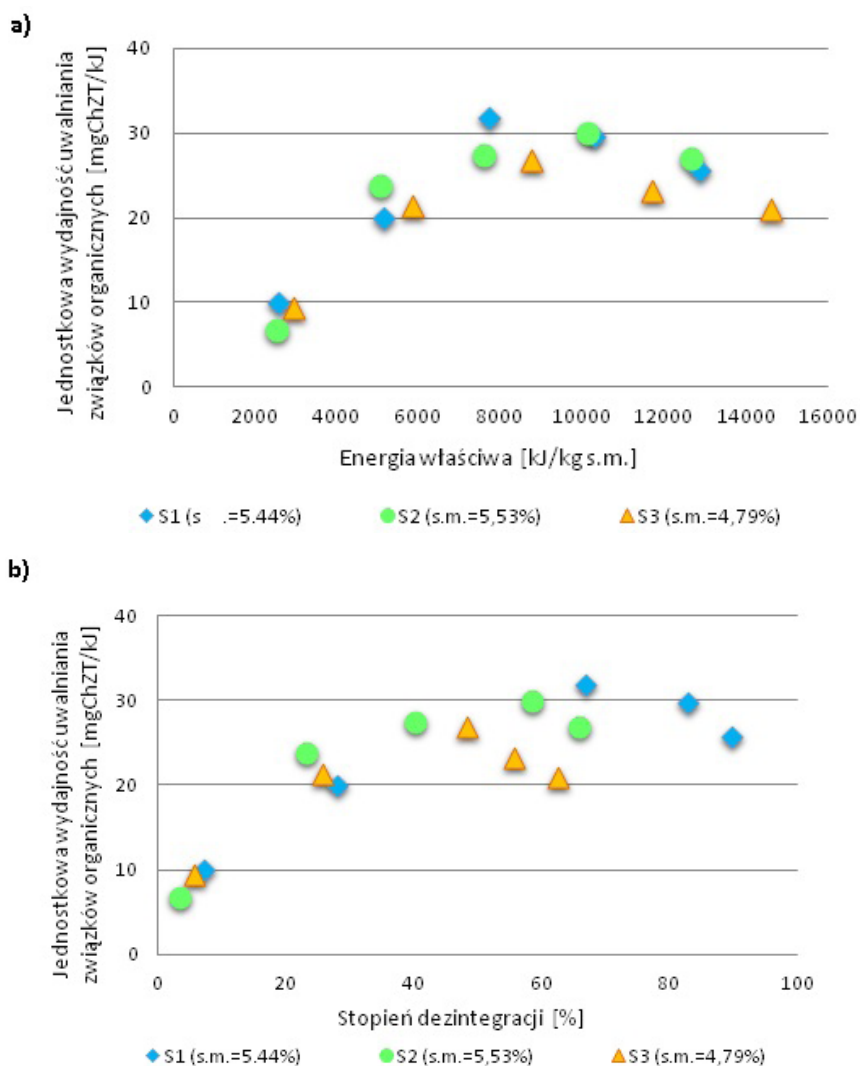 a)
Jednostkowa wydajność uwalniania
związków organicznych [mgChZT/kJ]
40
30
20
10
0
0 2000 4000 6000 8000 10000 12000 14000 16000
Energia właściwa [kJ/kg s.m.]
S1 (s .=5.44%) S2 (s.m.=5,53%) S3 (s.m.=4,79%)
b)
Jednostkowa wydajność uwalniania
związków organicznych [mgChZT/kJ]
40
30
20
10
0
0 20 40 60 80 100
Stopień dezintegracji [%]
S1 (s.m.=5.44%) S2 (s.m.=5,53%) S3 (s.m.=4,79%)